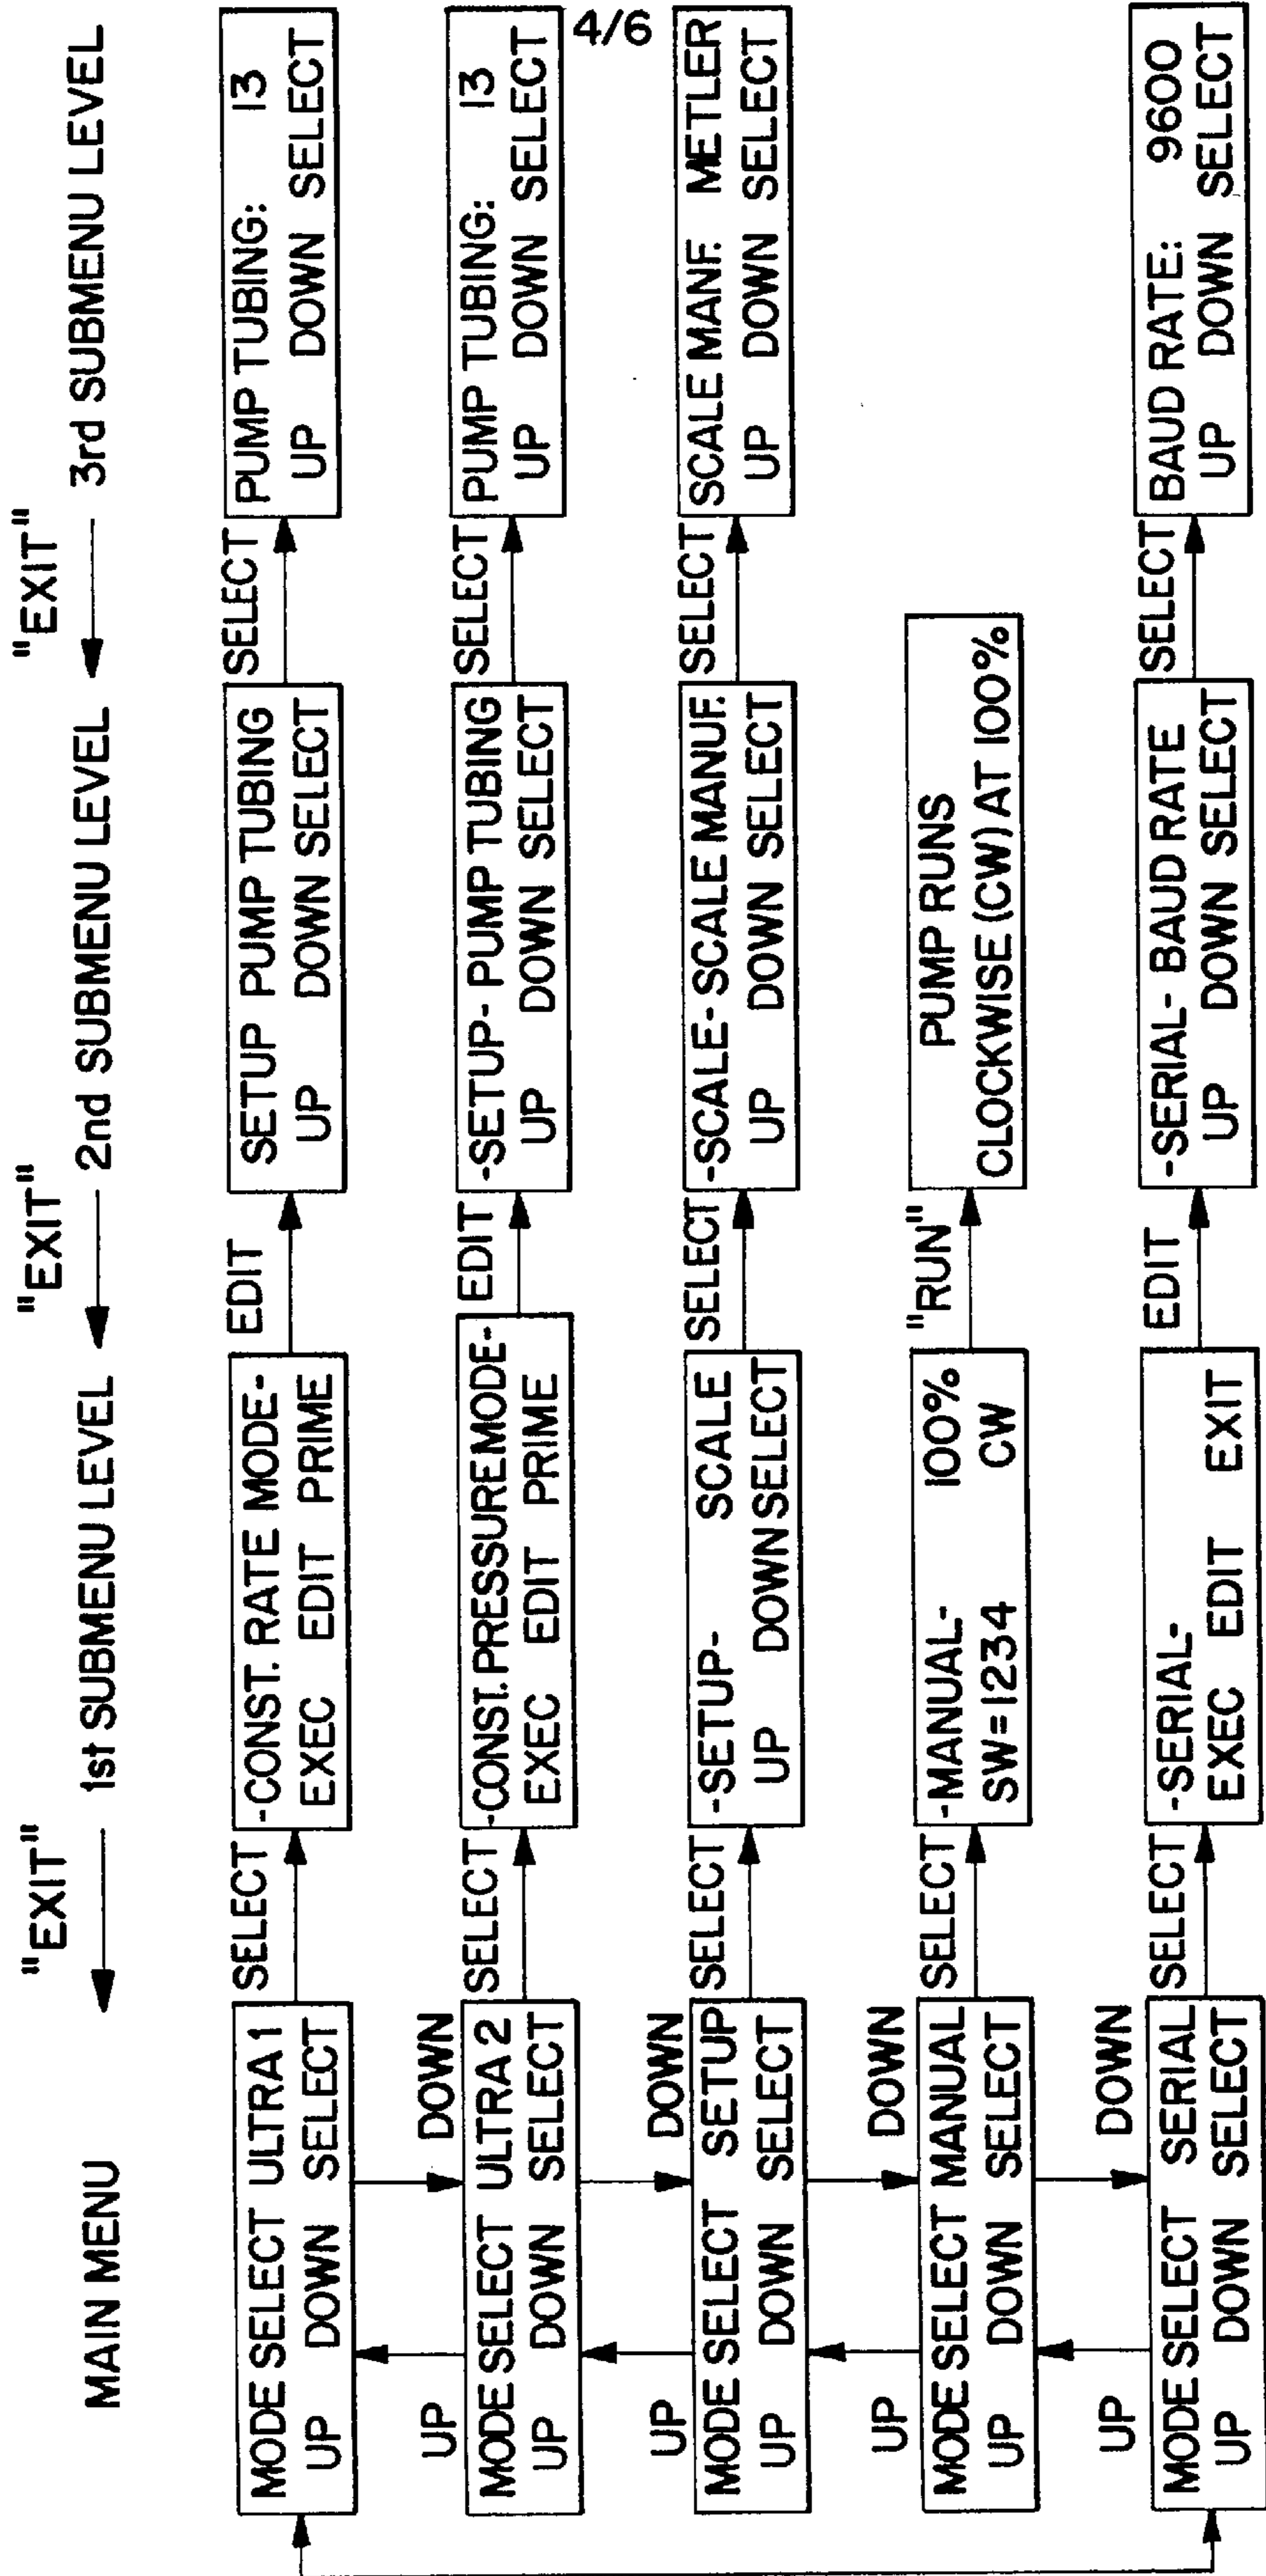 "EXIT"
"EXIT"
"EXIT"
MAIN MENU
1st SUBMENU LEVEL
2nd SUBMENU LEVEL
3rd SUBMENU LEVEL
MODE SELECT ULTRA 1
UP DOWN SELECT
SELECT
-CONST. RATE MODE-
EXEC EDIT PRIME
EDIT
SETUP PUMP TUBING
UP DOWN SELECT
SELECT
PUMP TUBING: 13
UP DOWN SELECT
UP
DOWN
MODE SELECT ULTRA 2
UP DOWN SELECT
SELECT
-CONST. PRESSURE MODE-
EXEC EDIT PRIME
EDIT
-SETUP- PUMP TUBING
UP DOWN SELECT
SELECT
PUMP TUBING: 13
UP DOWN SELECT
4/6
UP
DOWN
MODE SELECT SETUP
UP DOWN SELECT
SELECT
-SETUP- SCALE
UP DOWN SELECT
SELECT
-SCALE- SCALE MANUF.
UP DOWN SELECT
SELECT
SCALE MANF. METLER
UP DOWN SELECT
UP
DOWN
MODE SELECT MANUAL
UP DOWN SELECT
SELECT
-MANUAL- 100%
SW=1234 CW
"RUN"
PUMP RUNS
CLOCKWISE (CW) AT 100%
UP
DOWN
MODE SELECT SERIAL
UP DOWN SELECT
SELECT
-SERIAL-
EXEC EDIT EXIT
EDIT
-SERIAL- BAUD RATE
UP DOWN SELECT
SELECT
BAUD RATE: 9600
UP DOWN SELECT